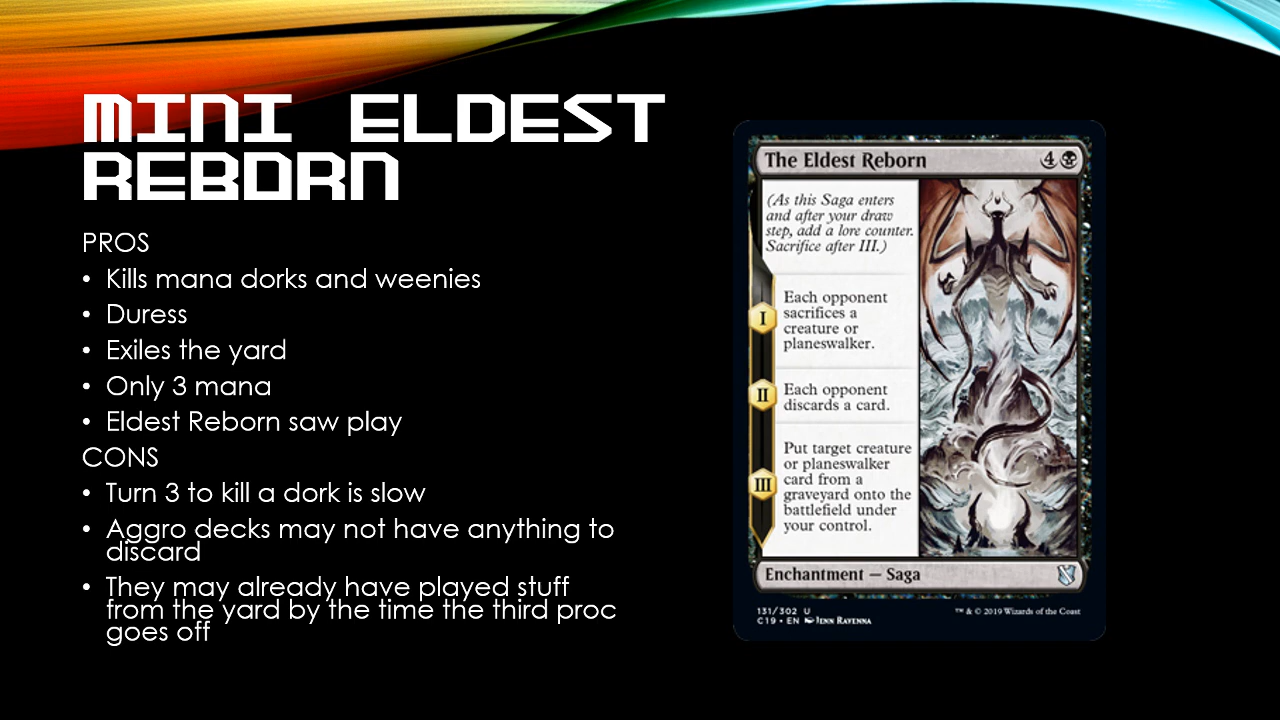 MINI ELDEST
REBORN
PROS
• Kills mana dorks and weenies
• Duress
• Exiles the yard
• Only 3 mana
• Eldest Reborn saw play
CONS
• Turn 3 to kill a dork is slow
• Aggro decks may not have anything to
discard
• They may already have played stuff
from the yard by the time the third proc
goes off
The Eldest Reborn 4
(As this Saga enters
and after your draw
step, add a lore counter.
Sacrifice after III.)
I
Each opponent
sacrifices a
creature or
planeswalker.
II
Each opponent
discards a card.
III
Put target creature
or planeswalker
card from a
graveyard onto the
battlefield under
your control.
Enchantment — Saga
131/302 U
C19 • EN JENN RAVENNA
™ & © 2019 Wizards of the Coast